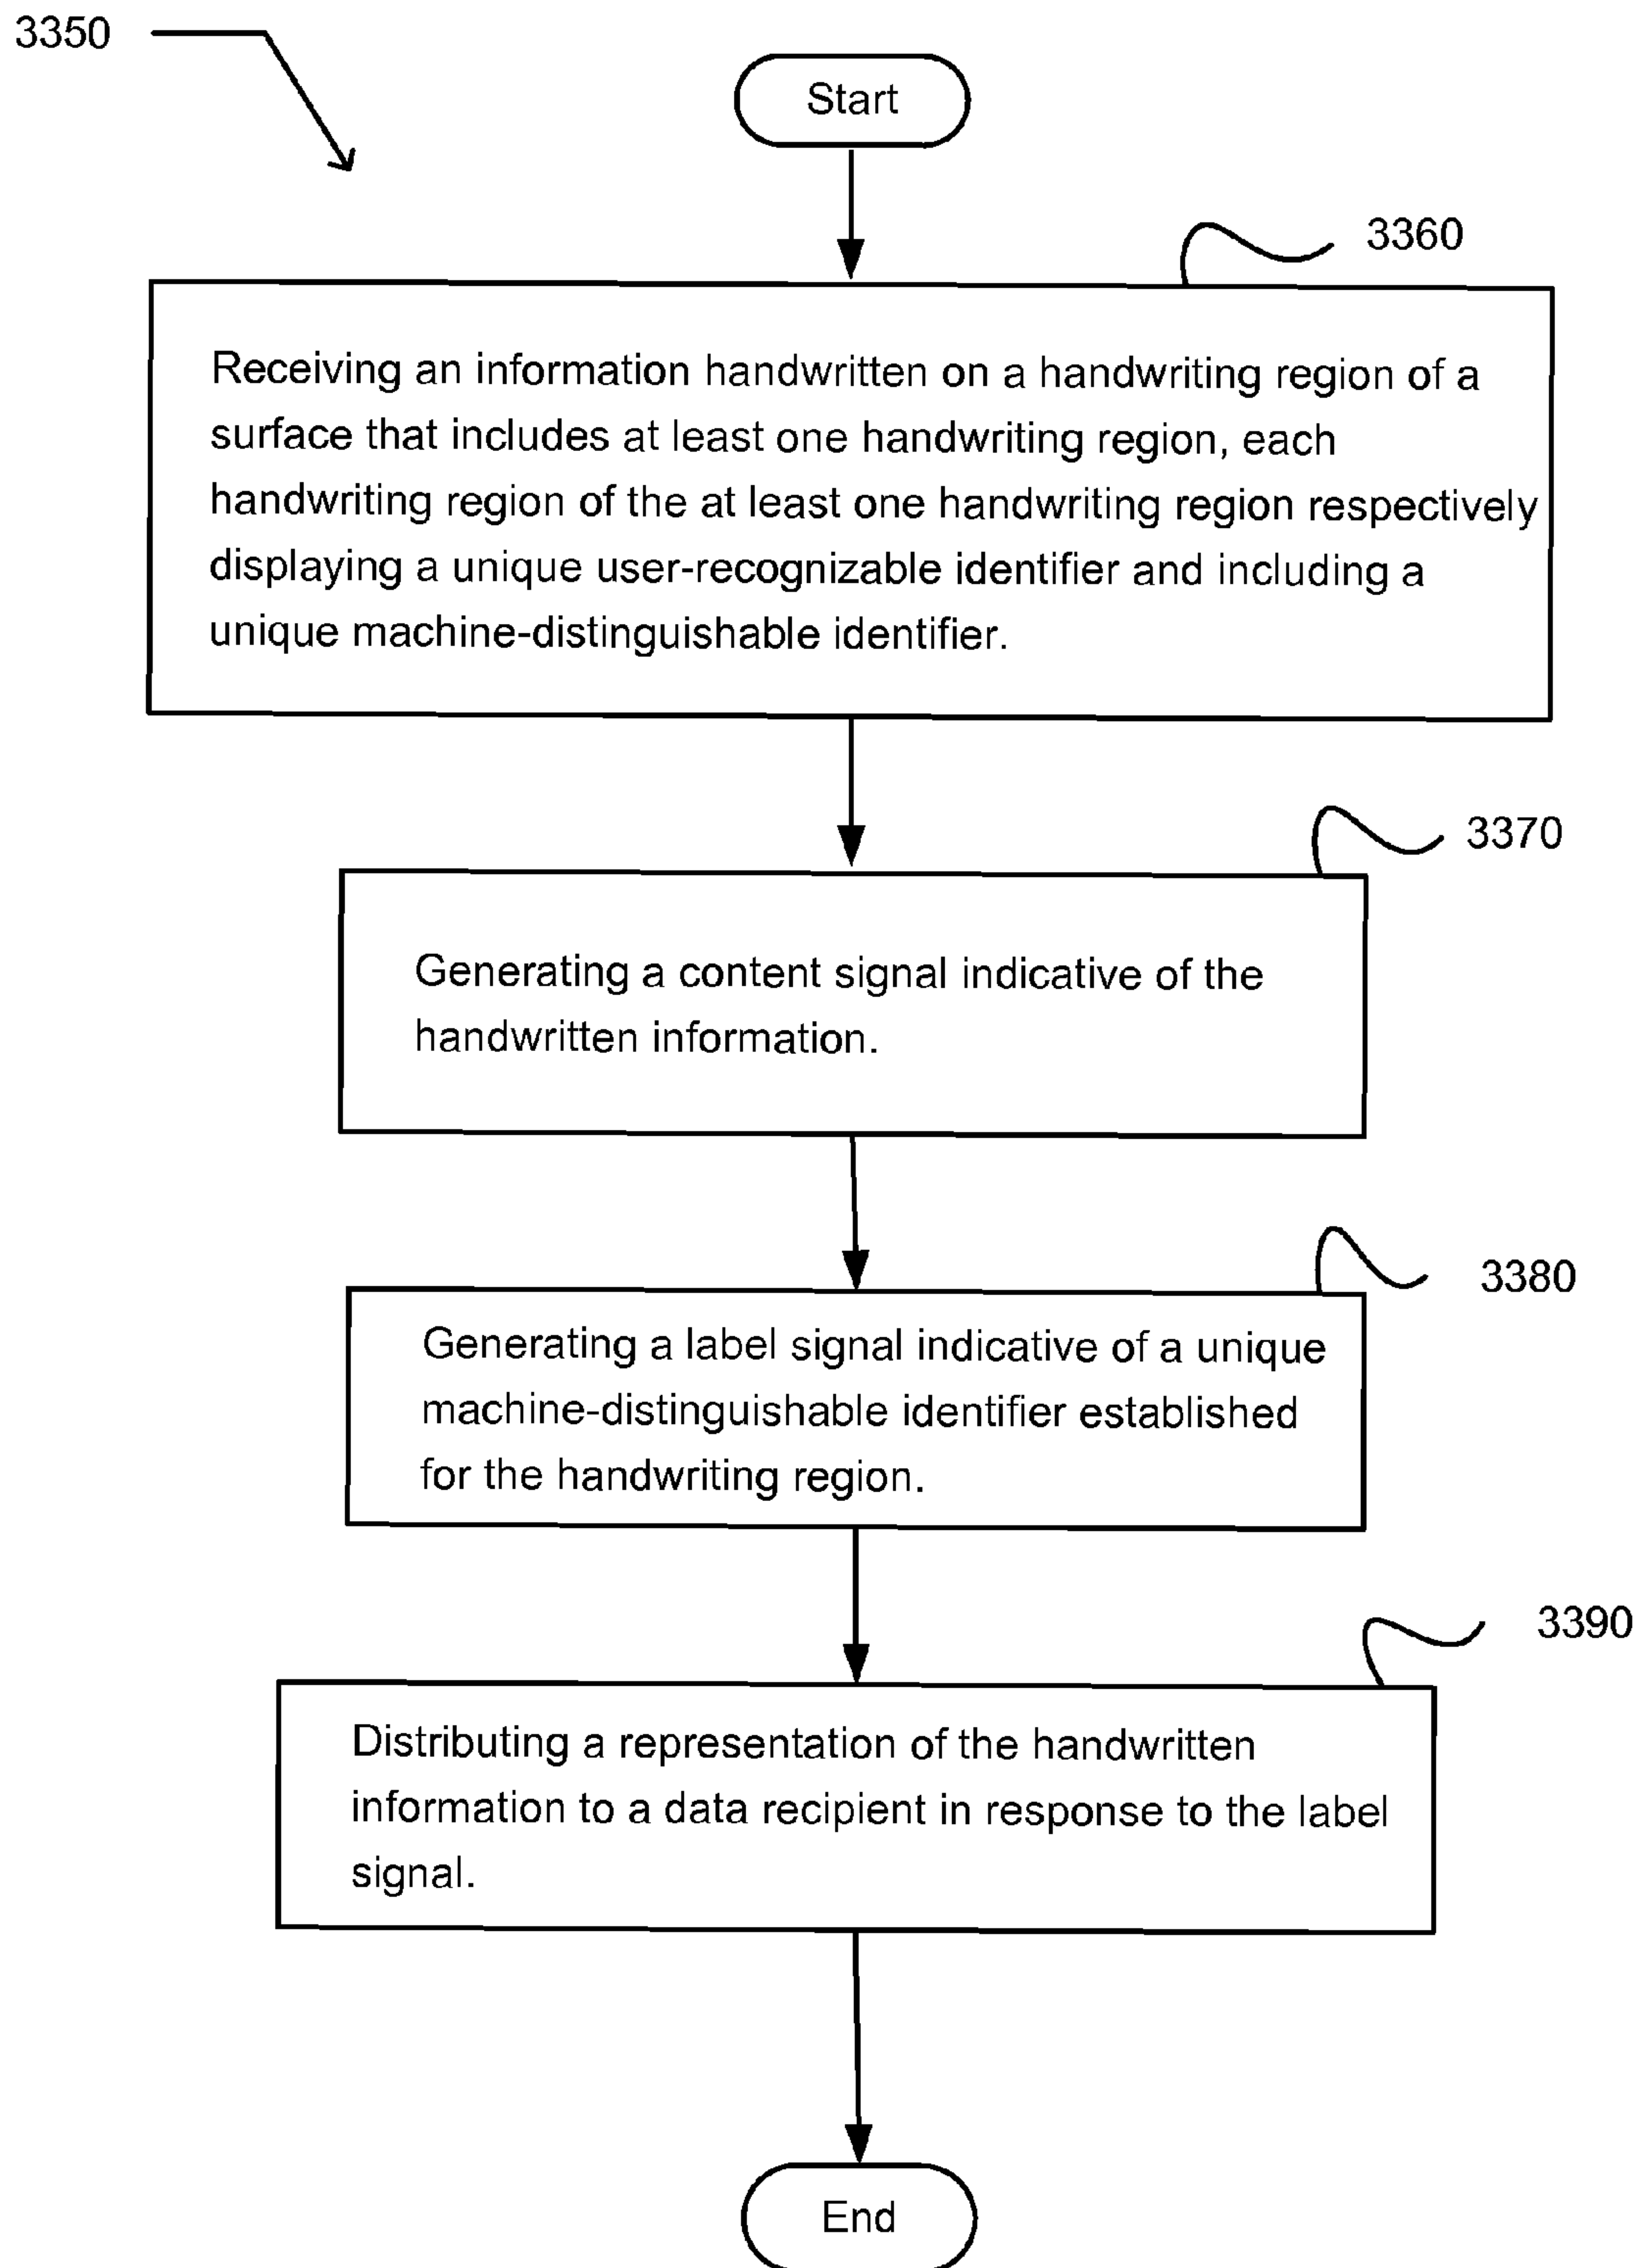 3350
Start
3360
Receiving an information handwritten on a handwriting region of a
surface that includes at least one handwriting region, each
handwriting region of the at least one handwriting region respectively
displaying a unique user-recognizable identifier and including a
unique machine-distinguishable identifier.
3370
Generating a content signal indicative of the
handwritten information.
3380
Generating a label signal indicative of a unique
machine-distinguishable identifier established
for the handwriting region.
3390
Distributing a representation of the handwritten
information to a data recipient in response to the label
signal.
End